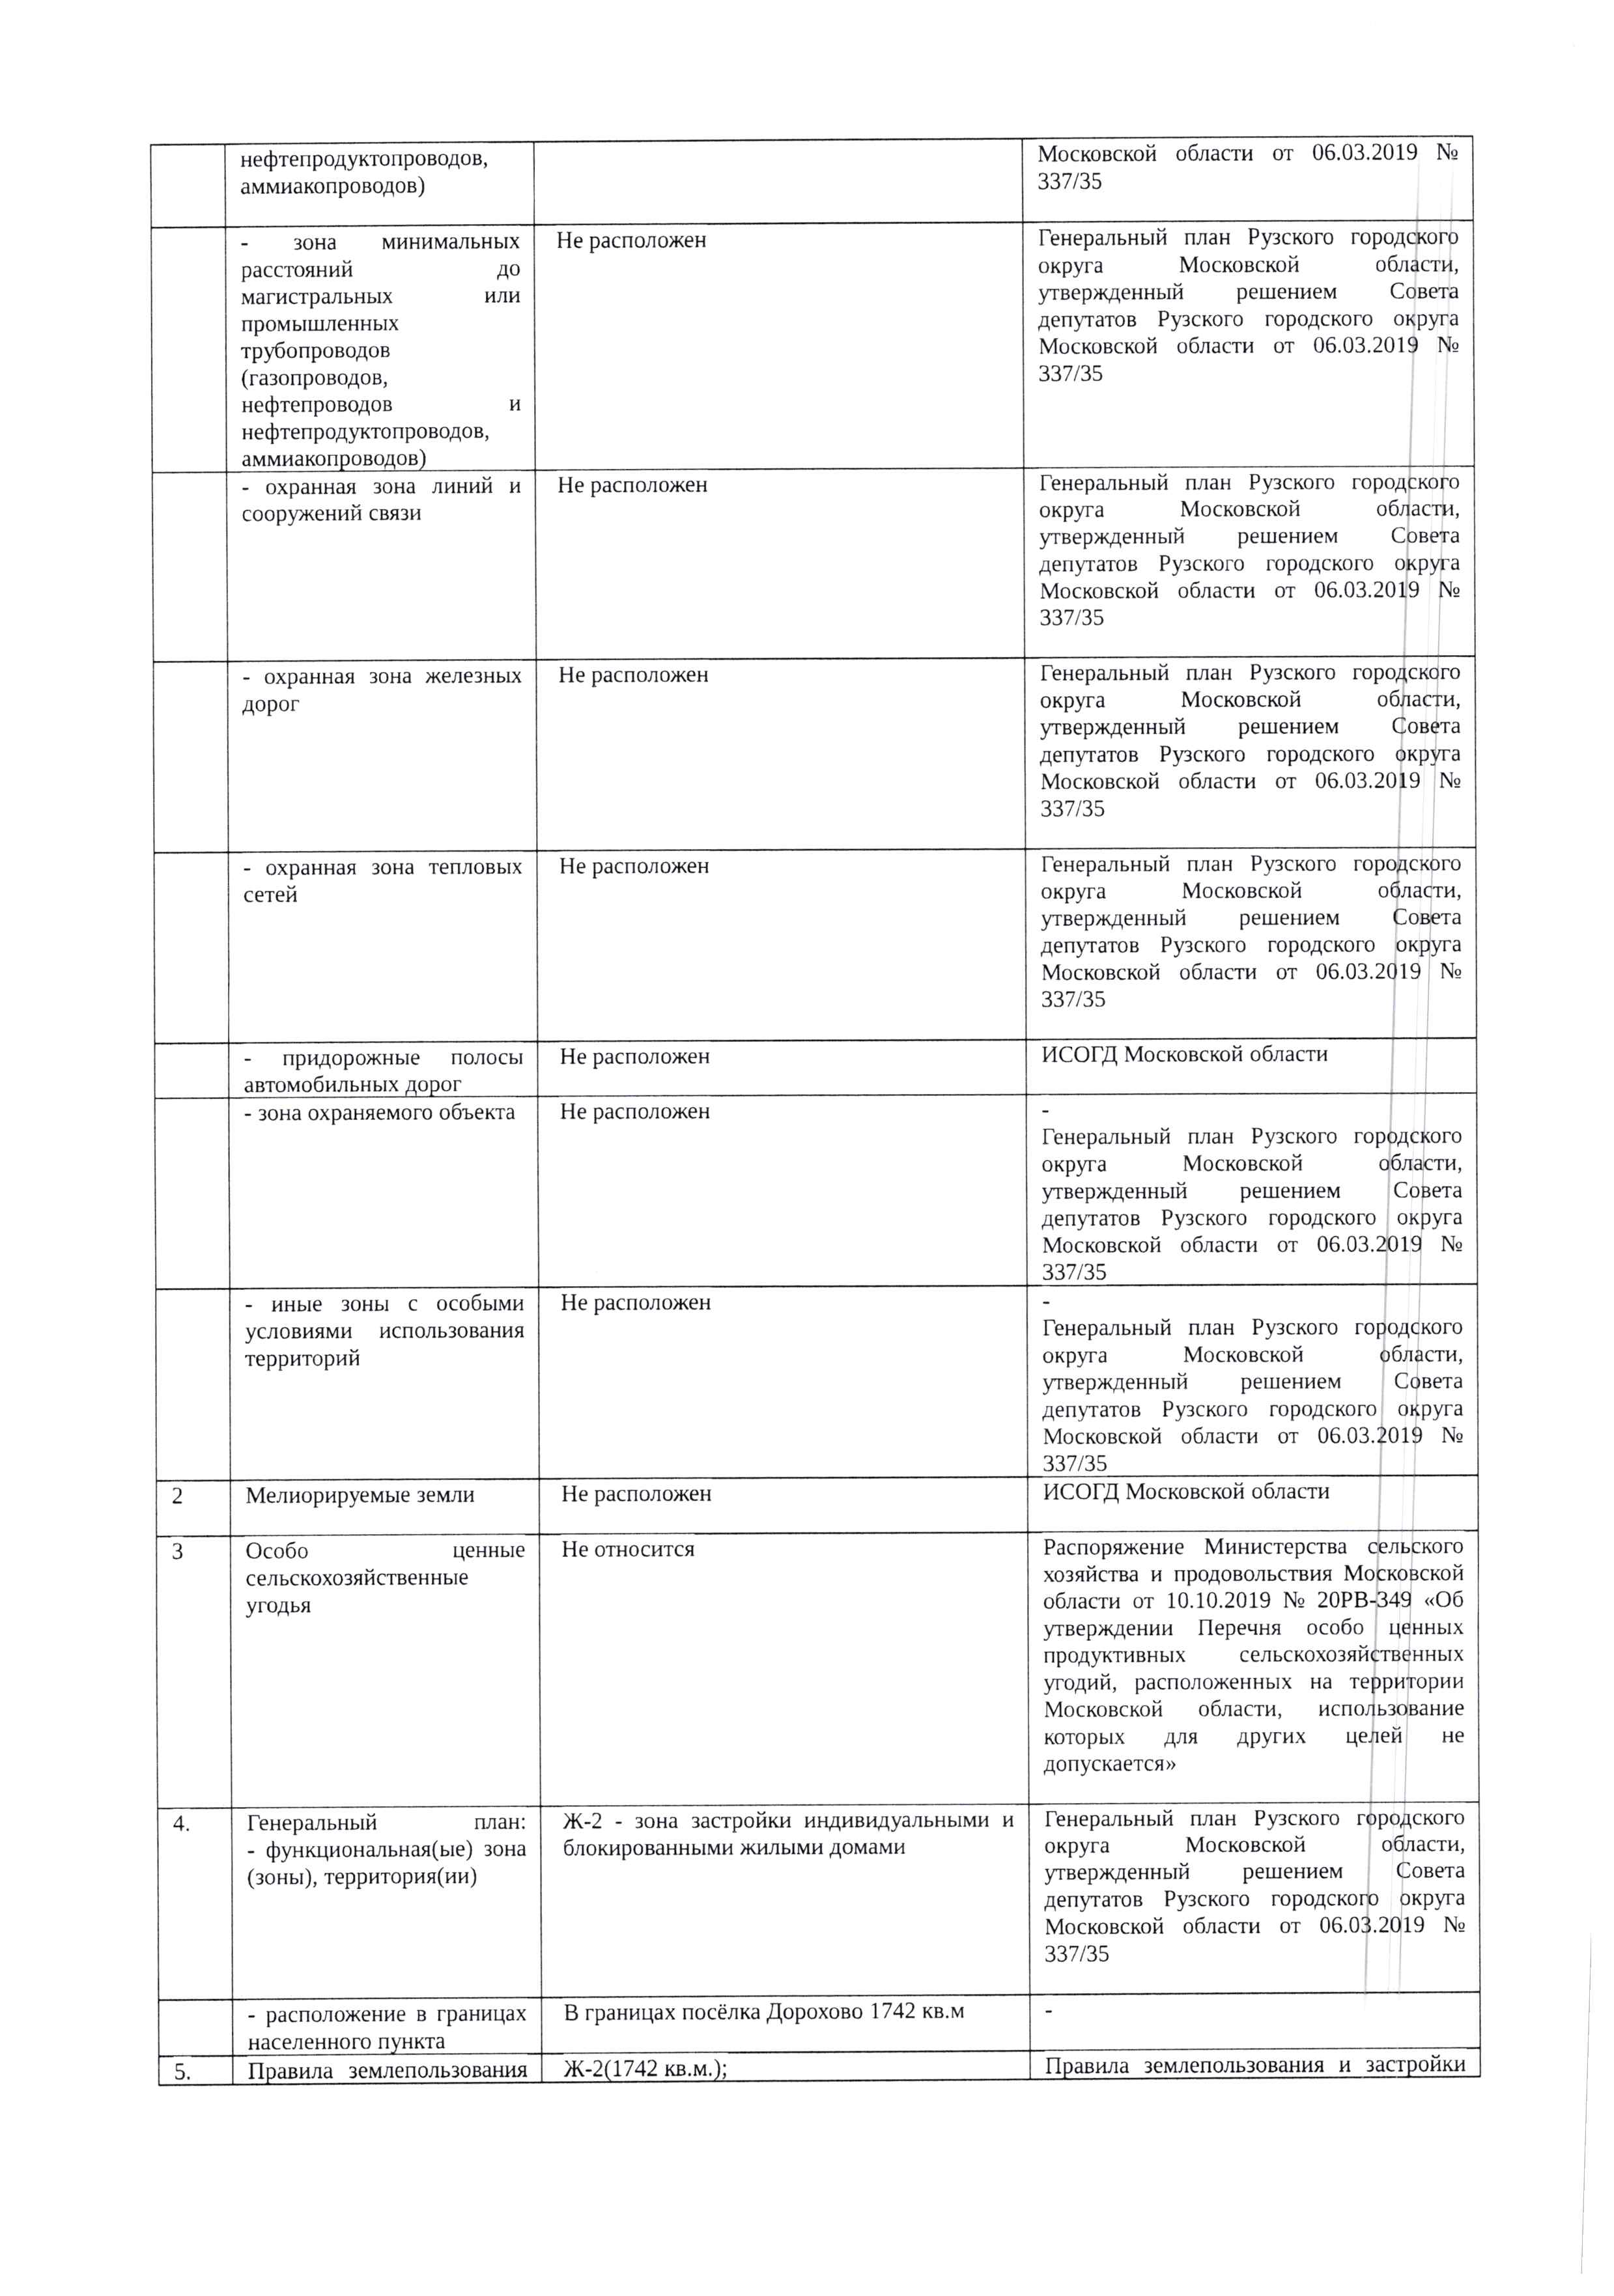 нефтепродуктопроводов,
аммиакопроводов)
Московской области от 06.03.2019 №
337/35
- зона минимальных
расстояний до
магистральных или
промышленных
трубопроводов
(газопроводов,
нефтепроводов и
нефтепродуктопроводов,
аммиакопроводов)
Не расположен
Генеральный план Рузского городского
округа Московской области,
утвержденный решением Совета
депутатов Рузского городского округа
Московской области от 06.03.2019 №
337/35
- охранная зона линий и
сооружений связи
Не расположен
Генеральный план Рузского городского
округа Московской области,
утвержденный решением Совета
депутатов Рузского городского округа
Московской области от 06.03.2019 №
337/35
- охранная зона железных
дорог
Не расположен
Генеральный план Рузского городского
округа Московской области,
утвержденный решением Совета
депутатов Рузского городского округа
Московской области от 06.03.2019 №
337/35
- охранная зона тепловых
сетей
Не расположен
Генеральный план Рузского городского
округа Московской области,
утвержденный решением Совета
депутатов Рузского городского округа
Московской области от 06.03.2019 №
337/35
- придорожные полосы
автомобильных дорог
Не расположен
ИСОГД Московской области
- зона охраняемого объекта
Не расположен
-
Генеральный план Рузского городского
округа Московской области,
утвержденный решением Совета
депутатов Рузского городского округа
Московской области от 06.03.2019 №
337/35
- иные зоны с особыми
условиями использования
территорий
Не расположен
-
Генеральный план Рузского городского
округа Московской области,
утвержденный решением Совета
депутатов Рузского городского округа
Московской области от 06.03.2019 №
337/35
2
Мелиорируемые земли
Не расположен
ИСОГД Московской области
3
Особо ценные
сельскохозяйственные
угодья
Не относится
Распоряжение Министерства сельского
хозяйства и продовольствия Московской
области от 10.10.2019 № 20РВ-349 «Об
утверждении Перечня особо ценных
продуктивных сельскохозяйственных
угодий, расположенных на территории
Московской области, использование
которых для других целей не
допускается»
4.
Генеральный план:
- функциональная(ые) зона
(зоны), территория(ии)
Ж-2 - зона застройки индивидуальными и
блокированными жилыми домами
Генеральный план Рузского городского
округа Московской области,
утвержденный решением Совета
депутатов Рузского городского округа
Московской области от 06.03.2019 №
337/35
- расположение в границах
населенного пункта
В границах посёлка Дорохово 1742 кв.м
-
5.
Правила землепользования
Ж-2(1742 кв.м.);
Правила землепользования и застройки